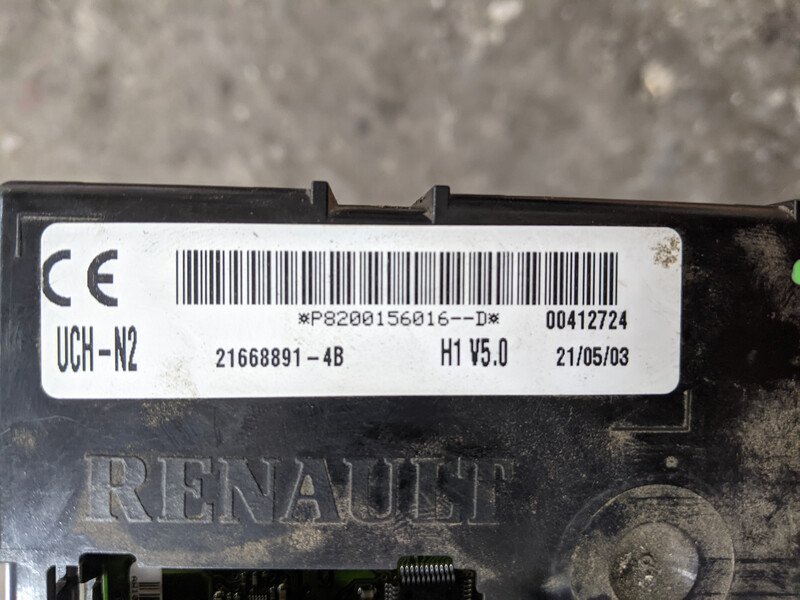 CE
*P8200156016--D* 00412724
UCH-N2 21668891-4B H1 V5.0 21/05/03
RENAULT